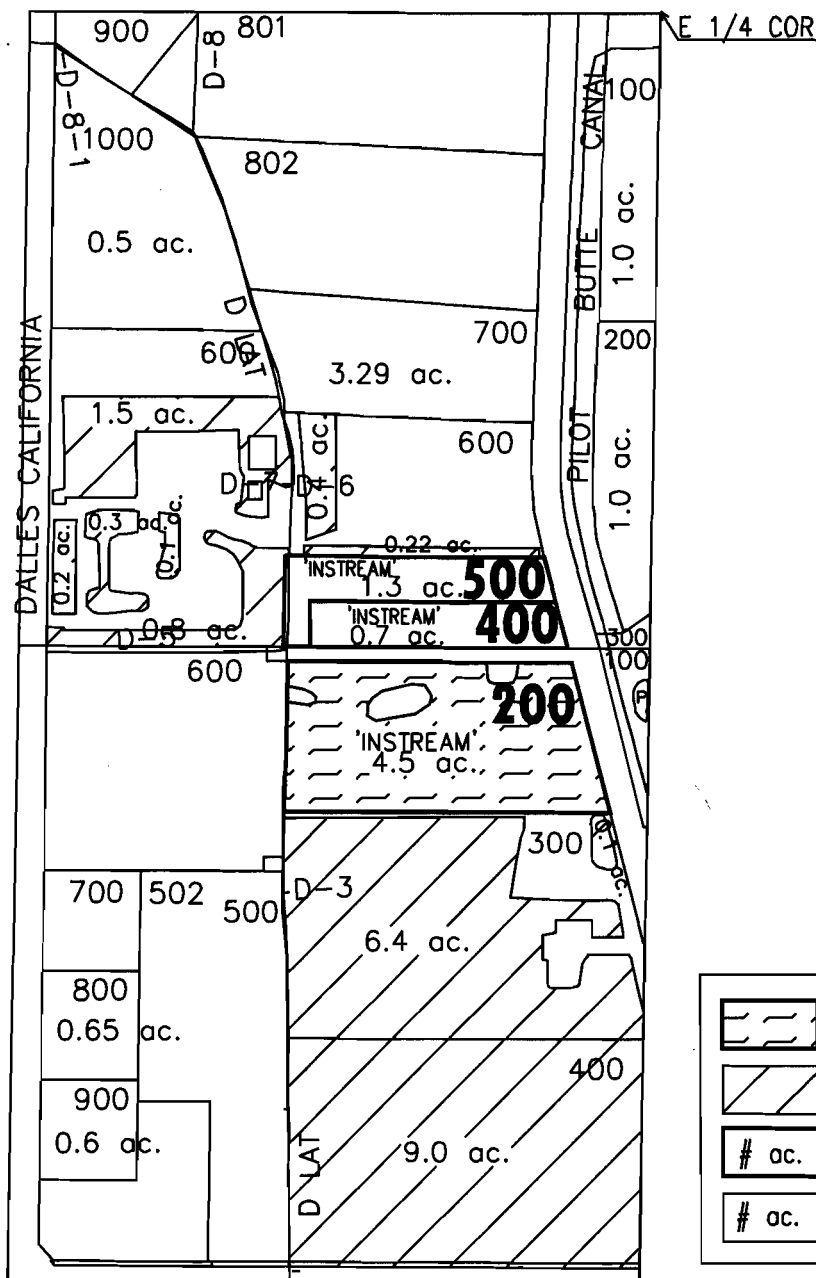 E 1/4 COR
900
D-8
801
100
CANAL
D-8-1
1000
802
1.0 ac.
0.5 ac.
BUTTE
D LAT
DALLES CALIFORNIA
600
700
200
3.29 ac.
1.5 ac.
600
PILOT
1.0 ac.
D-6
0.2 ac.
0.3 ac.
0.22 ac.
'INSTREAM'
1.3 ac.
500
'INSTREAM'
0.7 ac.
400
D-5
0.8 ac.
300
600
100
P
200
'INSTREAM'
4.5 ac.
300
0.1 ac.
700
502
500
D-3
6.4 ac.
800
0.65 ac.
400
900
0.6 ac.
9.0 ac.
D LAT
# ac.
# ac.